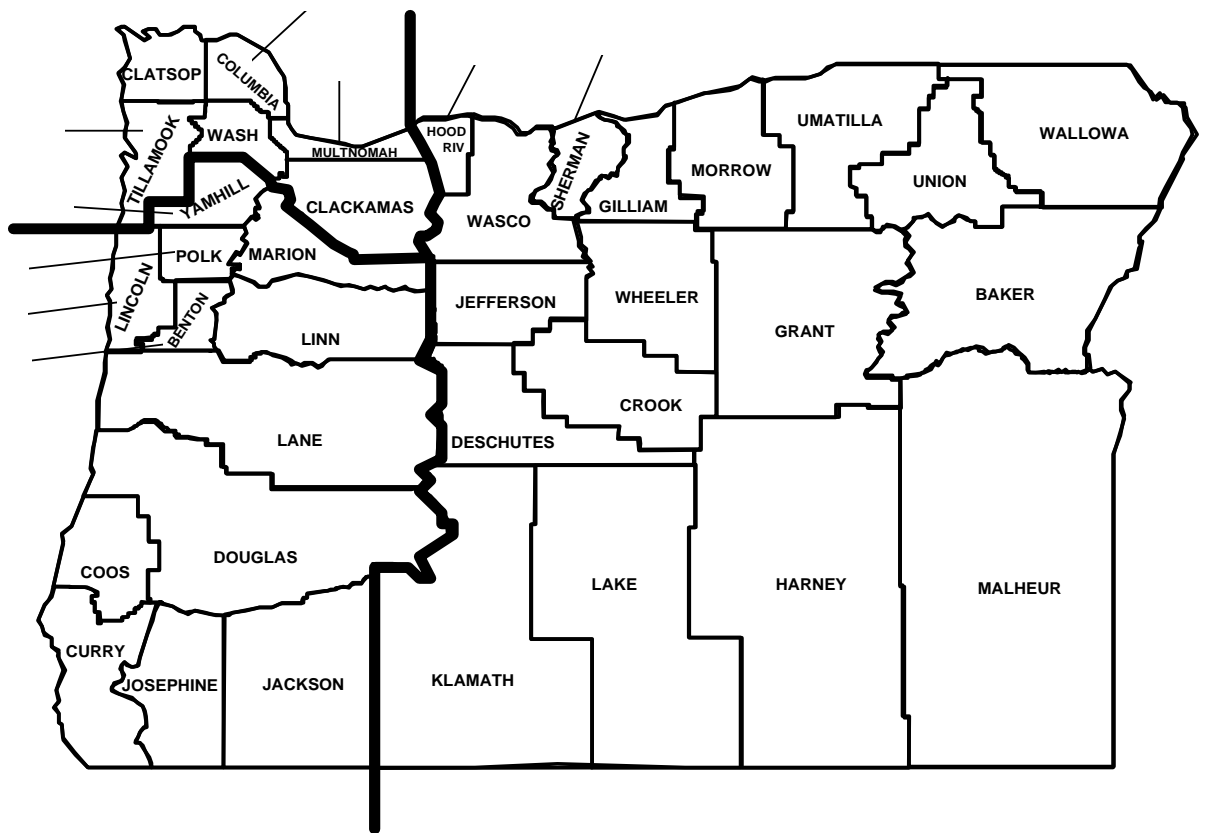 CLATSOP
COLUMBIA
TILLAMOOK
WASH
MULTNOMAH
HOOD
RIV
SHERMAN
UMATILLA
WALLOWA
MORROW
UNION
YAMHILL
CLACKAMAS
GILLIAM
WASCO
POLK
MARION
LINCOLN
BENTON
LINN
JEFFERSON
WHEELER
GRANT
BAKER
CROOK
LANE
DESCHUTES
COOS
DOUGLAS
LAKE
HARNEY
MALHEUR
CURRY
JOSEPHINE
JACKSON
KLAMATH